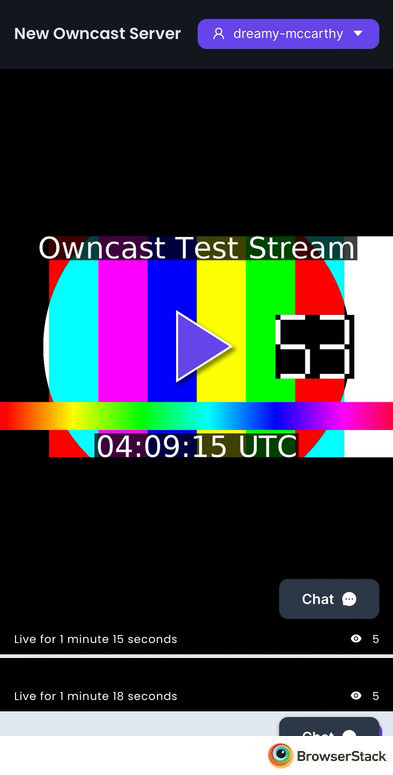 New Owncast Server
dreamy-mccarthy
Owncast Test Stream
53
04:09:15 UTC
Chat
Live for 1 minute 15 seconds
5
Live for 1 minute 18 seconds
5
Chat
BrowserStack